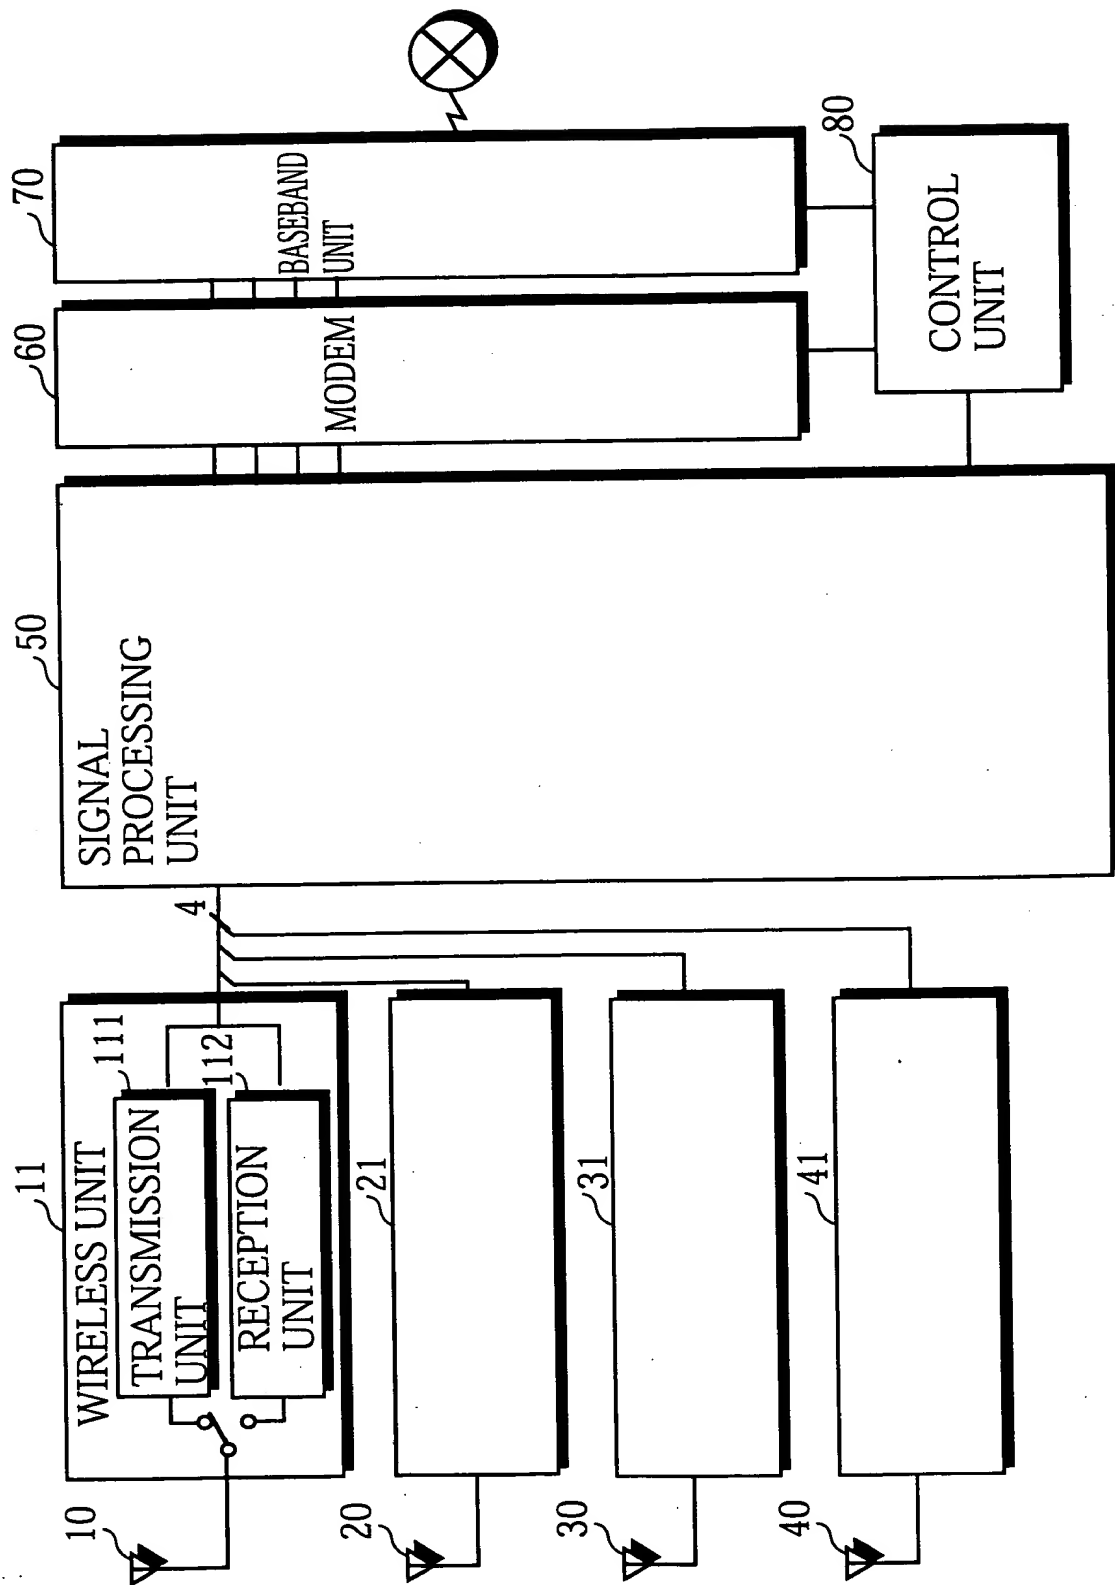 10
11
WIRELESS UNIT
111
TRANSMISSION
UNIT
112
RECEPTION
UNIT
20
21
30
31
40
41
4
50
SIGNAL
PROCESSING
UNIT
60
MODEM
70
BASEBAND
UNIT
80
CONTROL
UNIT